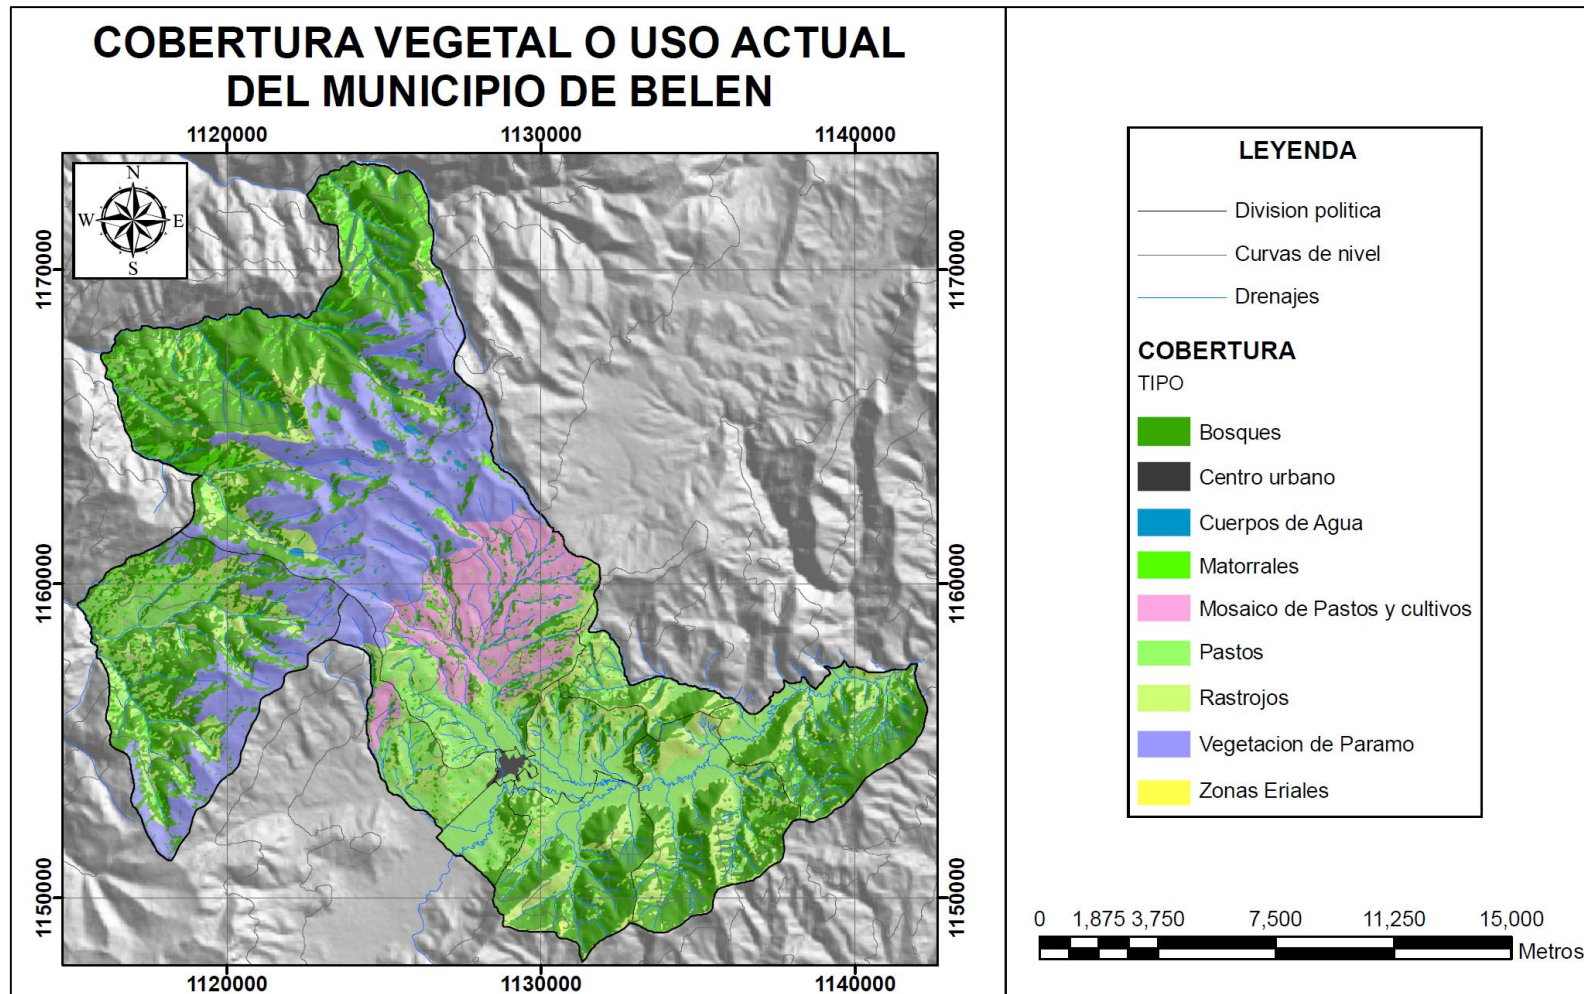 COBERTURA VEGETAL O USO ACTUAL
DEL MUNICIPIO DE BELEN
1120000
1130000
1140000
N
W
E
S
1170000
1170000
1160000
1160000
1150000
1150000
1120000
1130000
1140000
LEYENDA
Division politica
Curvas de nivel
Drenajes
COBERTURA
TIPO
Bosques
Centro urbano
Cuerpos de Agua
Matorrales
Mosaico de Pastos y cultivos
Pastos
Rastrojos
Vegetacion de Paramo
Zonas Eriales
0 1,875 3,750 7,500 11,250 15,000
Metros